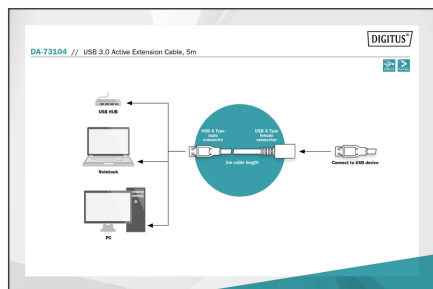 DIGITUS®
DA-73104 // USB 3.0 Active Extension Cable, 5m
USB HUB
USB A Type
male
connector
USB A Type
female
connector
5m cable length
Notebook
Connect to USB device
PC